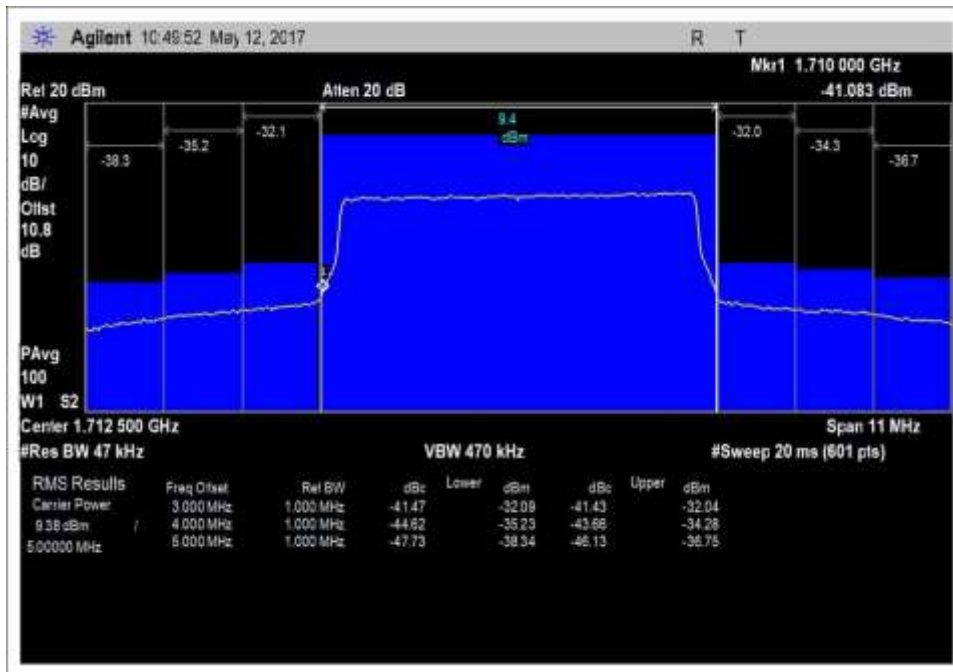 Agilent 10:49:52 May 12, 2017 R T
Mkr1 1.710 000 GHz
Ref 20 dBm Atten 20 dB -41.083 dBm
#Avg
Log
10
dB/
Offst
10.8
dB
9.4
dBm
-38.3 -35.2 -32.1 -32.0 -34.3 -36.7
1
PAvg
100
W1 S2
Center 1.712 500 GHz Span 11 MHz
#Res BW 47 kHz VBW 470 kHz #Sweep 20 ms (601 pts)
RMS Results Freq Offset Ref BW dBc Lower dBm dBc Upper dBm
Carrier Power 3.000 MHz 1.000 MHz -41.47 -32.09 -41.43 -32.04
9.38 dBm / 4.000 MHz 1.000 MHz -44.62 -35.23 -43.66 -34.28
5.00000 MHz 5.000 MHz 1.000 MHz -47.73 -38.34 -46.13 -36.75